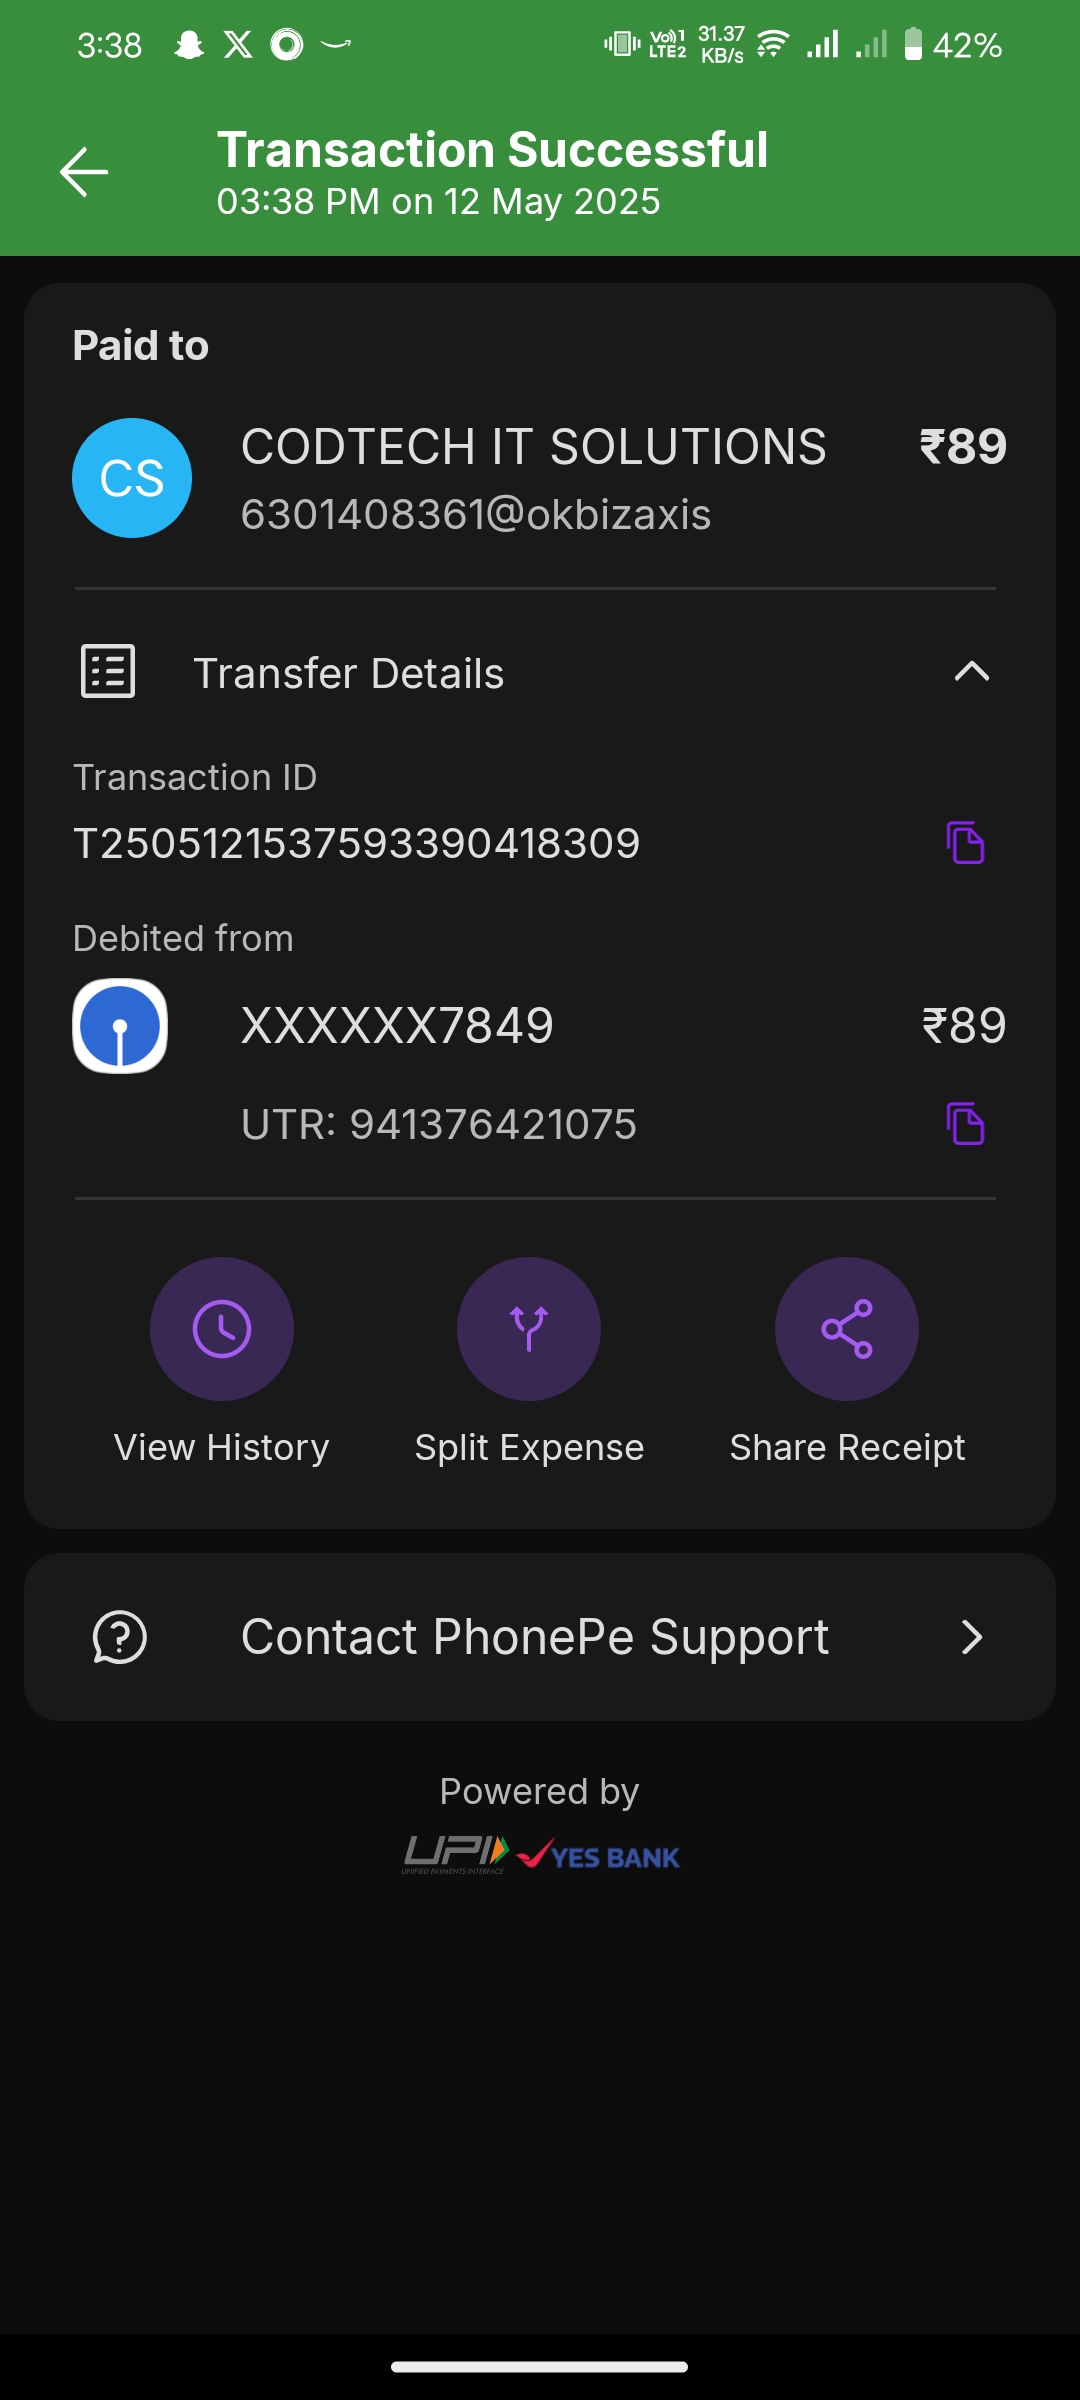 3:38
Vo)) 1
LTE2
31.37
KB/s
42%
Transaction Successful
03:38 PM on 12 May 2025
Paid to
CS
CODTECH IT SOLUTIONS
₹89
6301408361@okbizaxis
Transfer Details
Transaction ID
T2505121537593390418309
Debited from
XXXXXX7849
₹89
UTR: 941376421075
View History
Split Expense
Share Receipt
Contact PhonePe Support
Powered by
UPI
UNIFIED PAYMENTS INTERFACE
YES BANK